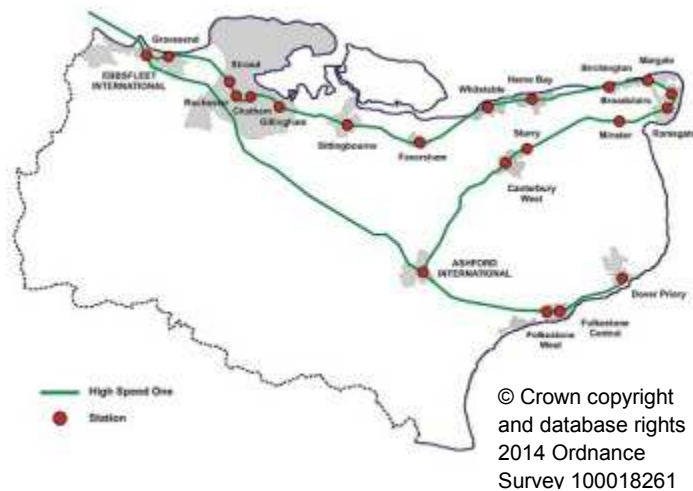 Gravesend
EBBSFLEET
INTERNATIONAL
Strood
Rochester
Chatham
Gillingham
Sittingbourne
Faversham
Whitstable
Herne Bay
Birchington
Margate
Broadstairs
Ramsgate
Minster
Sturry
Canterbury
West
ASHFORD
INTERNATIONAL
Dover Priory
Folkestone
West
Folkestone
Central
High Speed One
Station
© Crown copyright
and database rights
2014 Ordnance
Survey 100018261